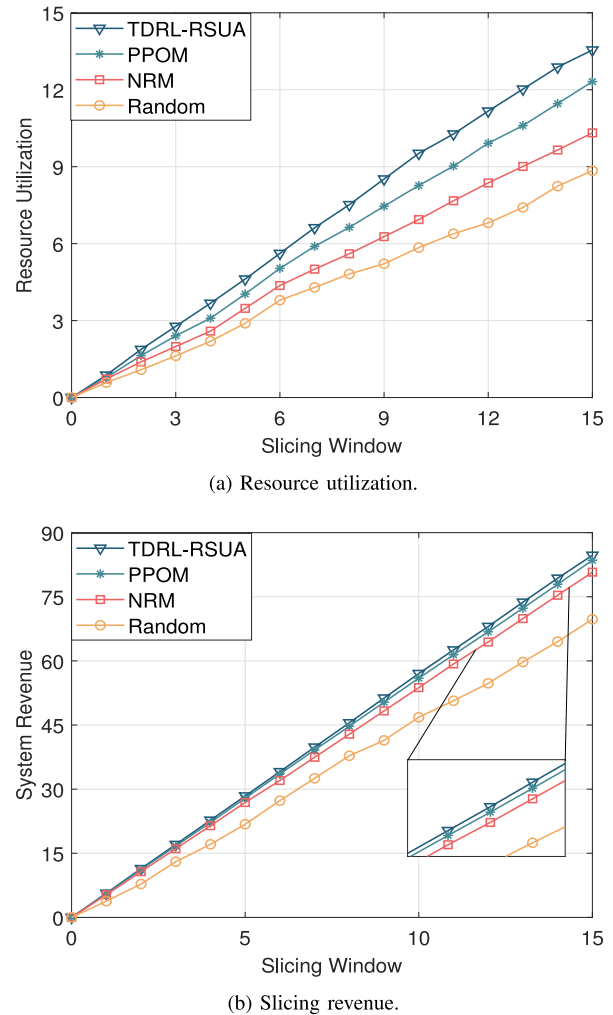 15
12
9
6
3
0
Resource Utilization
TDRL-RSUA
PPOM
NRM
Random
0 3 6 9 12 15
Slicing Window
(a) Resource utilization.
90
75
60
45
30
15
0
System Revenue
TDRL-RSUA
PPOM
NRM
Random
0 5 10 15
Slicing Window
(b) Slicing revenue.